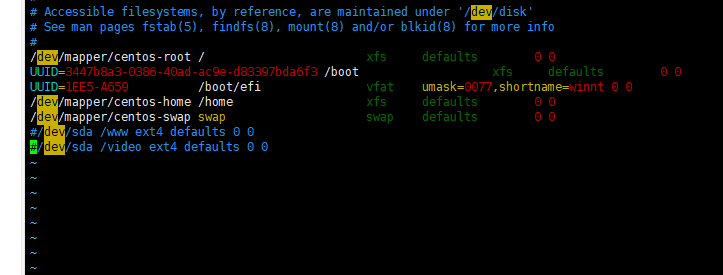 # Accessible filesystems, by reference, are maintained under '/dev/disk'
# See man pages fstab(5), findfs(8), mount(8) and/or blkid(8) for more info
#
/dev/mapper/centos-root / xfs defaults 0 0
UUID=3447b8a3-0386-40ad-ac9e-d83397bda6f3 /boot xfs defaults 0 0
UUID=1EE5-A659 /boot/efi vfat umask=0077,shortname=winnt 0 0
/dev/mapper/centos-home /home xfs defaults 0 0
/dev/mapper/centos-swap swap swap defaults 0 0
#/dev/sda /www ext4 defaults 0 0
#/dev/sda /video ext4 defaults 0 0
~
~
~
~
~
~
~
~